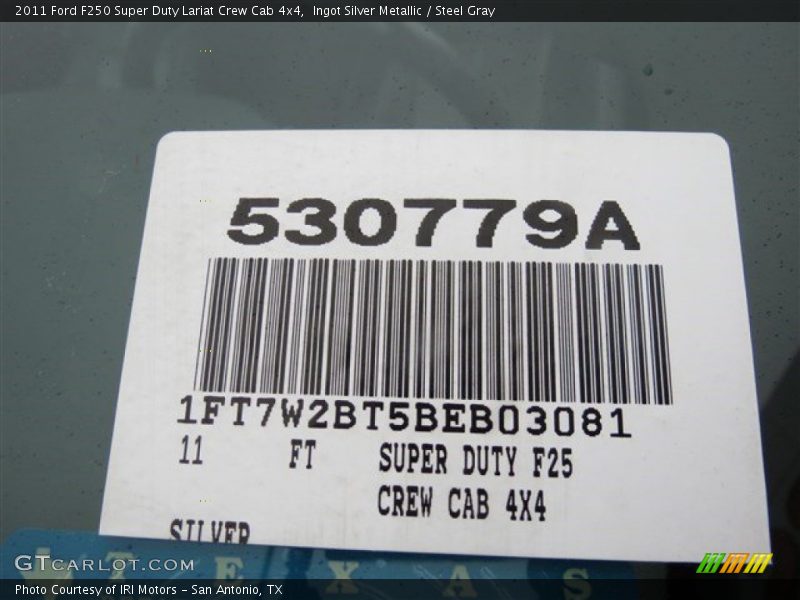 2011 Ford F250 Super Duty Lariat Crew Cab 4x4, Ingot Silver Metallic / Steel Gray
530779A
1FT7W2BT5BEB03081
11 FT SUPER DUTY F25
CREW CAB 4X4
SILVER
TEXAS
GTCARLOT.COM
Photo Courtesy of IRI Motors - San Antonio, TX